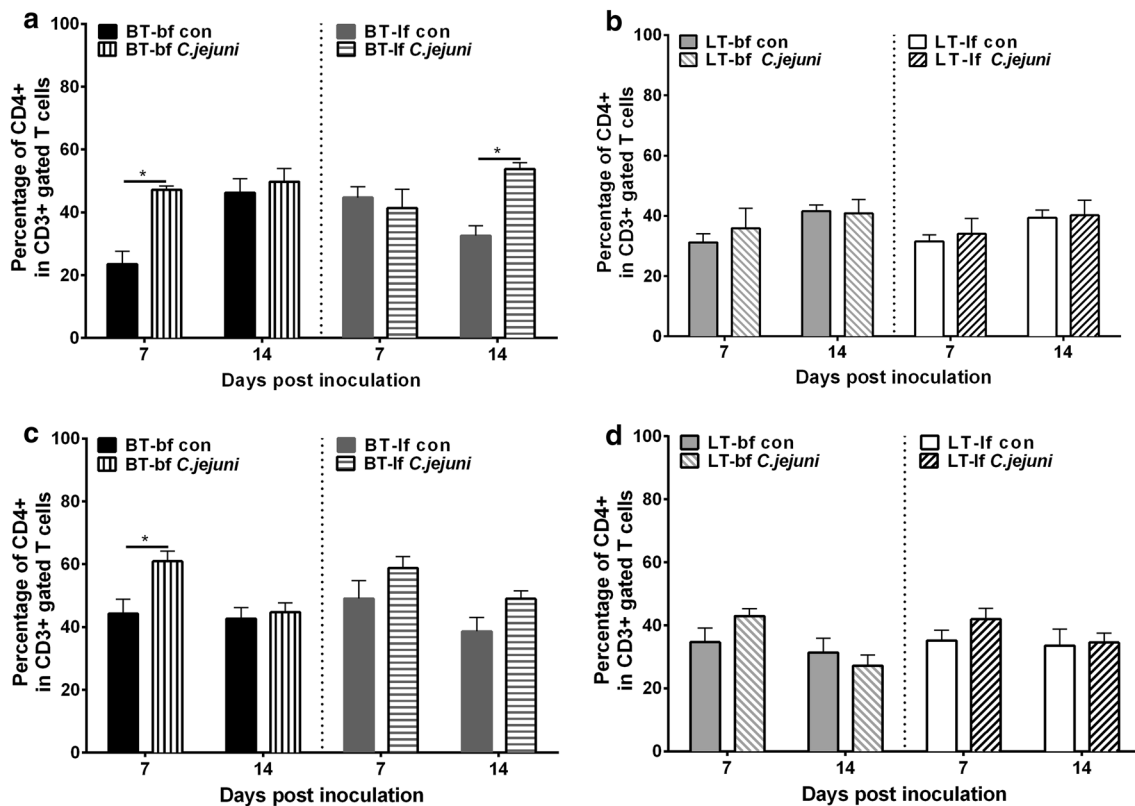 a
BT-bf con
BT-bf C.jejuni
BT-lf con
BT-lf C.jejuni
Percentage of CD4+
in CD3+ gated T cells
100
80
60
40
20
0
*
*
7
14
7
14
Days post inoculation
b
LT-bf con
LT-bf C.jejuni
LT-lf con
LT-lf C.jejuni
Percentage of CD4+
in CD3+ gated T cells
100
80
60
40
20
0
7
14
7
14
Days post inoculation
c
BT-bf con
BT-bf C.jejuni
BT-lf con
BT-lf C.jejuni
Percentage of CD4+
in CD3+ gated T cells
100
80
60
40
20
0
*
7
14
7
14
Days post inoculation
d
LT-bf con
LT-bf C.jejuni
LT-lf con
LT-lf C.jejuni
Percentage of CD4+
in CD3+ gated T cells
100
80
60
40
20
0
7
14
7
14
Days post inoculation